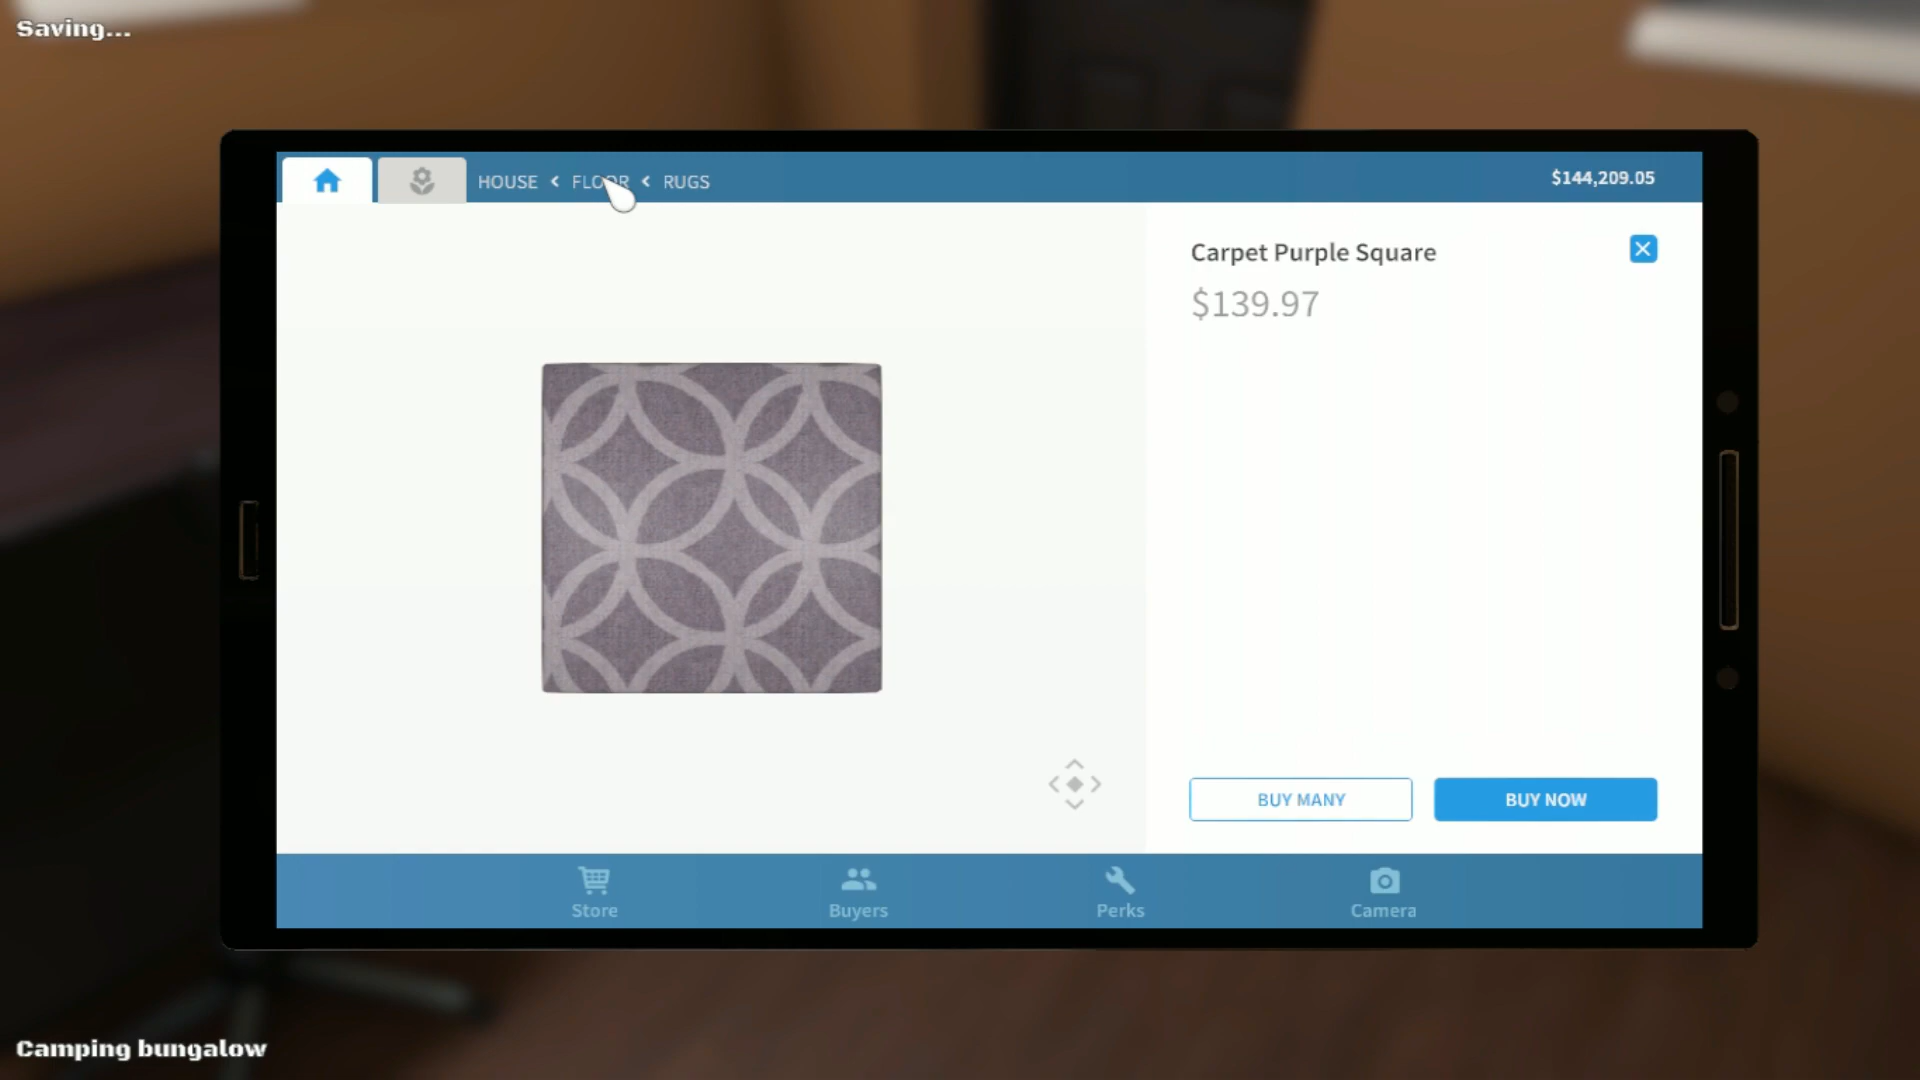 Saving...
HOUSE < FLOOR < RUGS
$144,209.05
Carpet Purple Square
$139.97
BUY MANY
BUY NOW
Store
Buyers
Perks
Camera
Camping bungalow